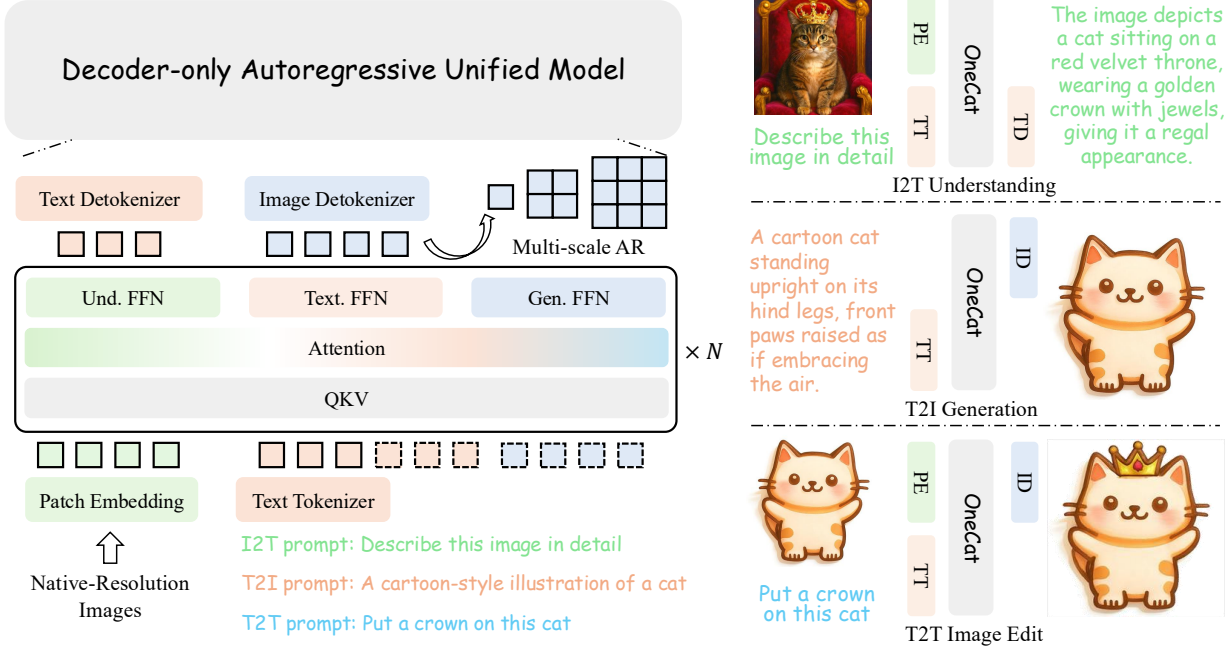 Decoder-only Autoregressive Unified Model
Text Detokenizer
Image Detokenizer
Multi-scale AR
Und. FFN
Text. FFN
Gen. FFN
Attention
QKV
× N
Patch Embedding
Text Tokenizer
Native-Resolution
Images
I2T prompt: Describe this image in detail
T2I prompt: A cartoon-style illustration of a cat
T2T prompt: Put a crown on this cat
Describe this
image in detail
PE
TT
OneCat
TD
The image depicts
a cat sitting on a
red velvet throne,
wearing a golden
crown with jewels,
giving it a regal
appearance.
I2T Understanding
A cartoon cat
standing
upright on its
hind legs, front
paws raised as
if embracing
the air.
TT
OneCat
ID
T2I Generation
Put a crown
on this cat
PE
TT
OneCat
ID
T2T Image Edit